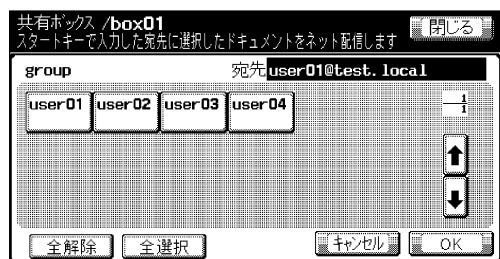 共有ボックス /box01
閉じる
スタートキーで入力した宛先に選択したドキュメントをネット配信します
group 宛先 user01@test.local
user01 user02 user03 user04
1/1
全解除 全選択 キャンセル OK